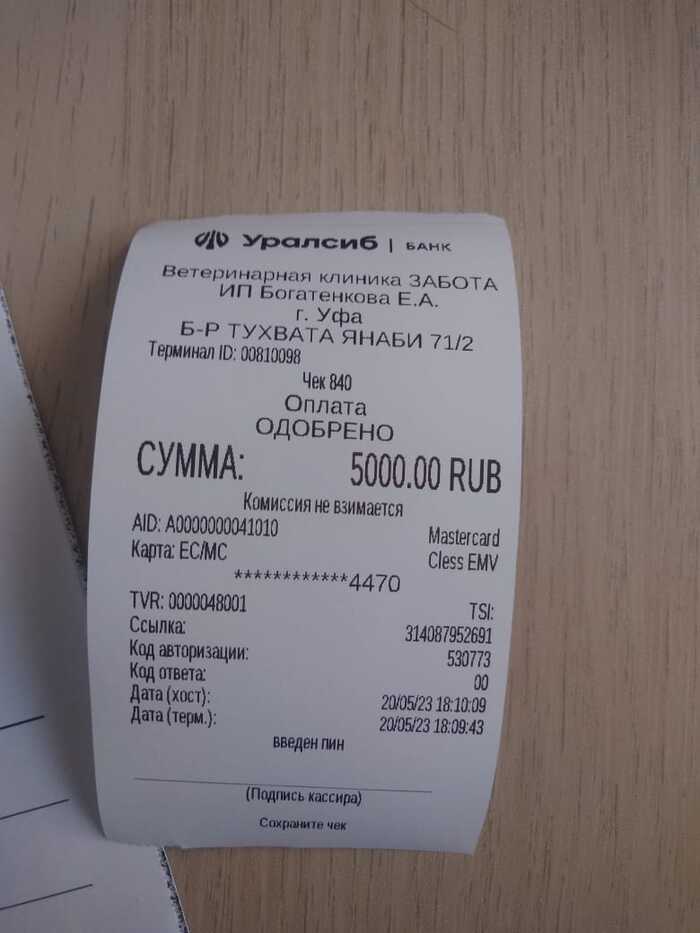 Уралсиб | БАНК
Ветеринарная клиника ЗАБОТА
ИП Богатенкова Е.А.
г. Уфа
Б-Р ТУХВАТА ЯНАБИ 71/2
Терминал ID: 00810098
Чек 840
Оплата
ОДОБРЕНО
СУММА: 5000.00 RUB
Комиссия не взимается
AID: A0000000041010 Mastercard
Карта: EC/MC Cless EMV
************4470
TVR: 0000048001 TSI:
Ссылка: 314087952691
Код авторизации: 530773
Код ответа: 00
Дата (хост): 20/05/23 18:10:09
Дата (терм.): 20/05/23 18:09:43
введен пин
(Подпись кассира)
Сохраните чек